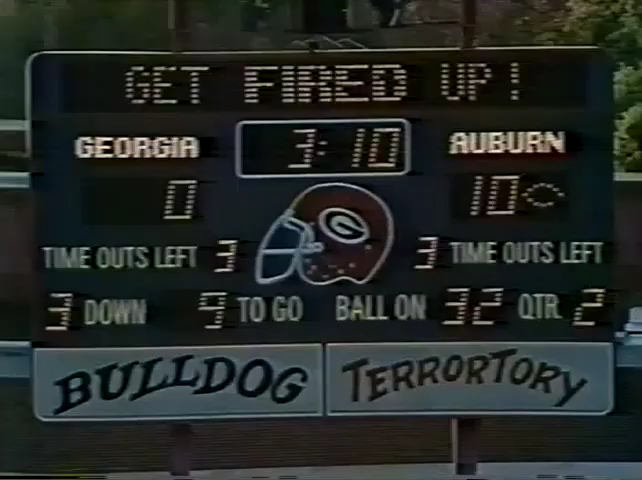 GET FIRED UP!
GEORGIA 3:10 AUBURN
0 10
TIME OUTS LEFT 3 G 3 TIME OUTS LEFT
3 DOWN 9 TO GO BALL ON 32 QTR 2
BULLDOG TERRORTORY